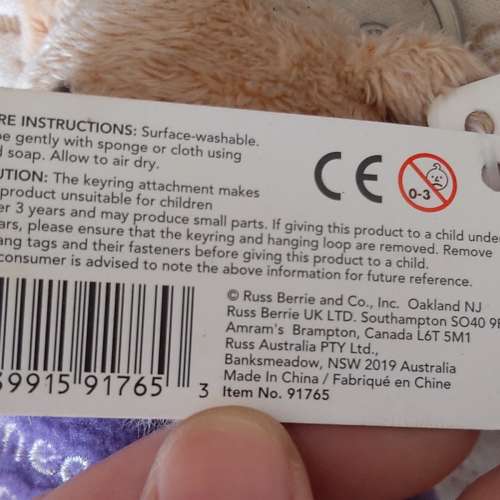 RE INSTRUCTIONS: Surface-washable.
pe gently with sponge or cloth using
d soap. Allow to air dry.
CE
0-3
UTION: The keyring attachment makes
product unsuitable for children
er 3 years and may produce small parts. If giving this product to a child under
ars, please ensure that the keyring and hanging loop are removed. Remove
ang tags and their fasteners before giving this product to a child.
consumer is advised to note the above information for future reference.
© Russ Berrie and Co., Inc. Oakland NJ
Russ Berrie UK LTD. Southampton SO40 9
Amram's Brampton, Canada L6T 5M1
Russ Australia PTY Ltd.,
Banksmeadow, NSW 2019 Australia
Made In China / Fabriqué en Chine
Item No. 91765
39915 91765 3